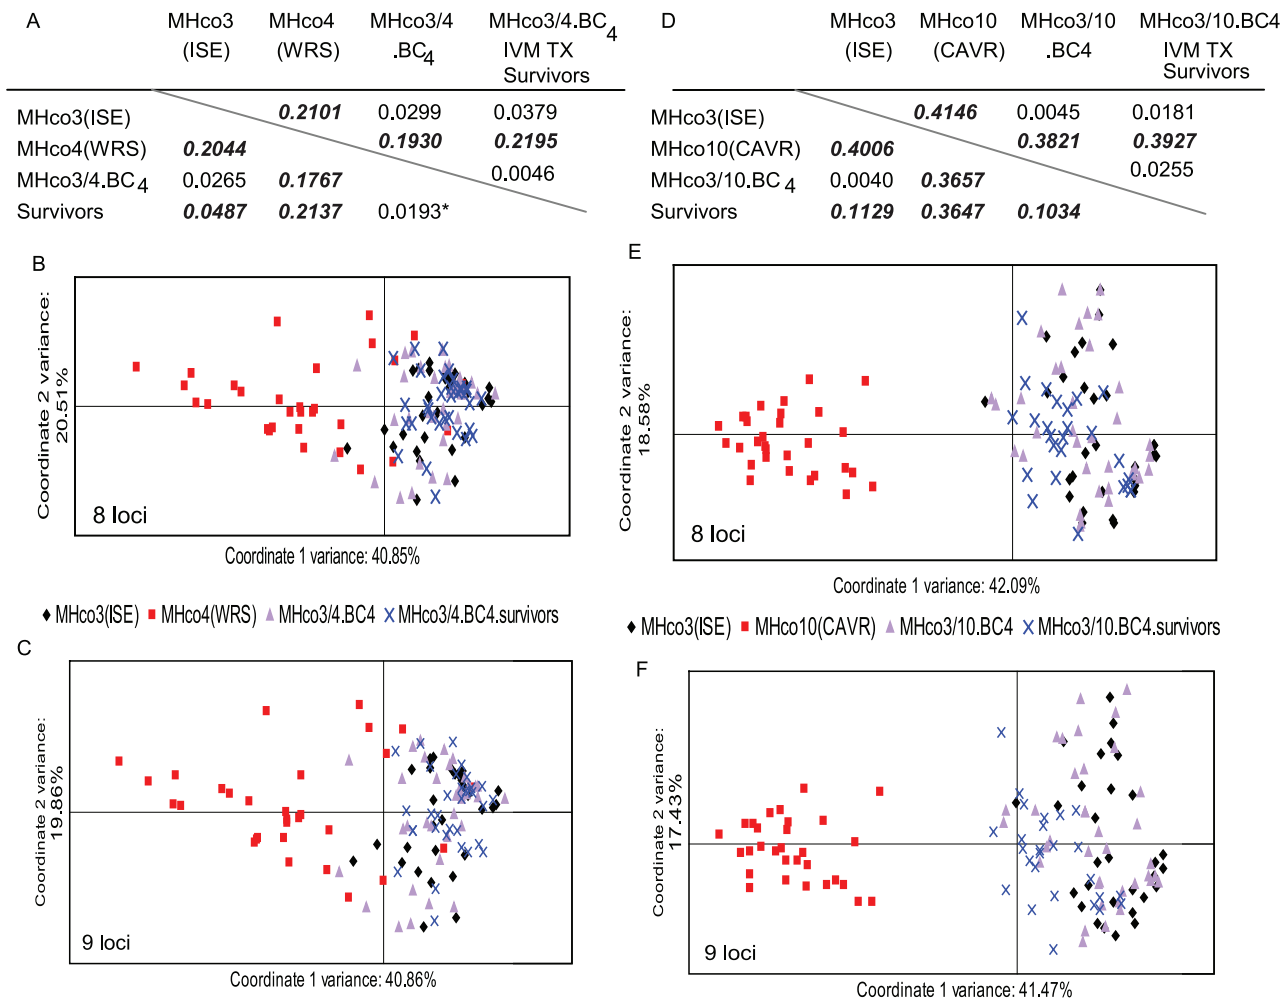 A
MHco3 MHco4 MHco3/4 MHco3/4.BC4
(ISE) (WRS) .BC4 IVM TX
Survivors
MHco3(ISE) 0.2101 0.0299 0.0379
MHco4(WRS) 0.2044 0.1930 0.2195
MHco3/4.BC4 0.0265 0.1767 0.0046
Survivors 0.0487 0.2137 0.0193*
D
MHco3 MHco10 MHco3/10 MHco3/10.BC4
(ISE) (CAVR) .BC4 IVM TX
Survivors
MHco3(ISE) 0.4146 0.0045 0.0181
MHco10(CAVR) 0.4006 0.3821 0.3927
MHco3/10.BC4 0.0040 0.3657 0.0255
Survivors 0.1129 0.3647 0.1034
B
Coordinate 2 variance:
20.51%
8 loci
Coordinate 1 variance: 40.85%
MHco3(ISE) MHco4(WRS) MHco3/4.BC4 MHco3/4.BC4.survivors
C
Coordinate 2 variance:
19.86%
9 loci
Coordinate 1 variance: 40.86%
E
Coordinate 2 variance:
18.58%
8 loci
Coordinate 1 variance: 42.09%
MHco3(ISE) MHco10(CAVR) MHco3/10.BC4 MHco3/10.BC4.survivors
F
Coordinate 2 variance:
17.43%
9 loci
Coordinate 1 variance: 41.47%